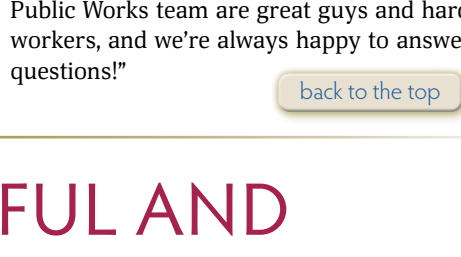 Public Works team are great guys and hard
workers, and we’re always happy to answe
questions!”
back to the top
FUL AND